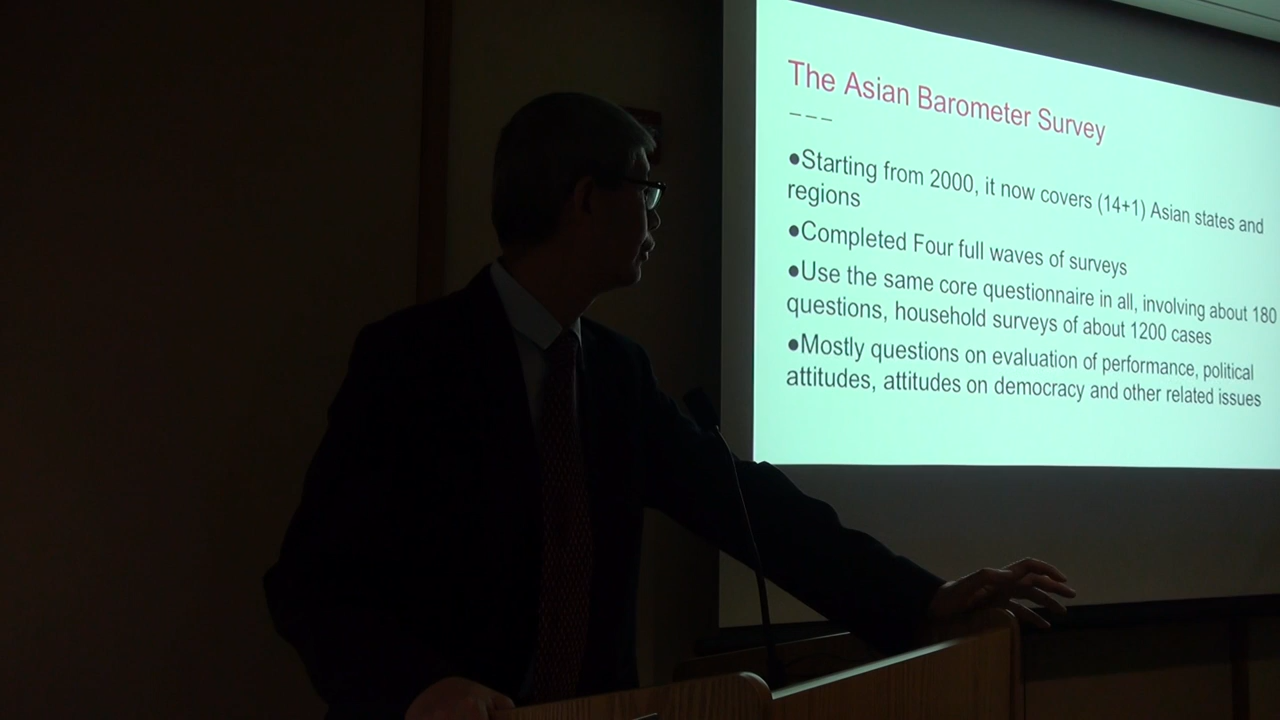 The Asian Barometer Survey
●Starting from 2000, it now covers (14+1) Asian states and
regions
●Completed Four full waves of surveys
●Use the same core questionnaire in all, involving about 180
questions, household surveys of about 1200 cases
●Mostly questions on evaluation of performance, political
attitudes, attitudes on democracy and other related issues